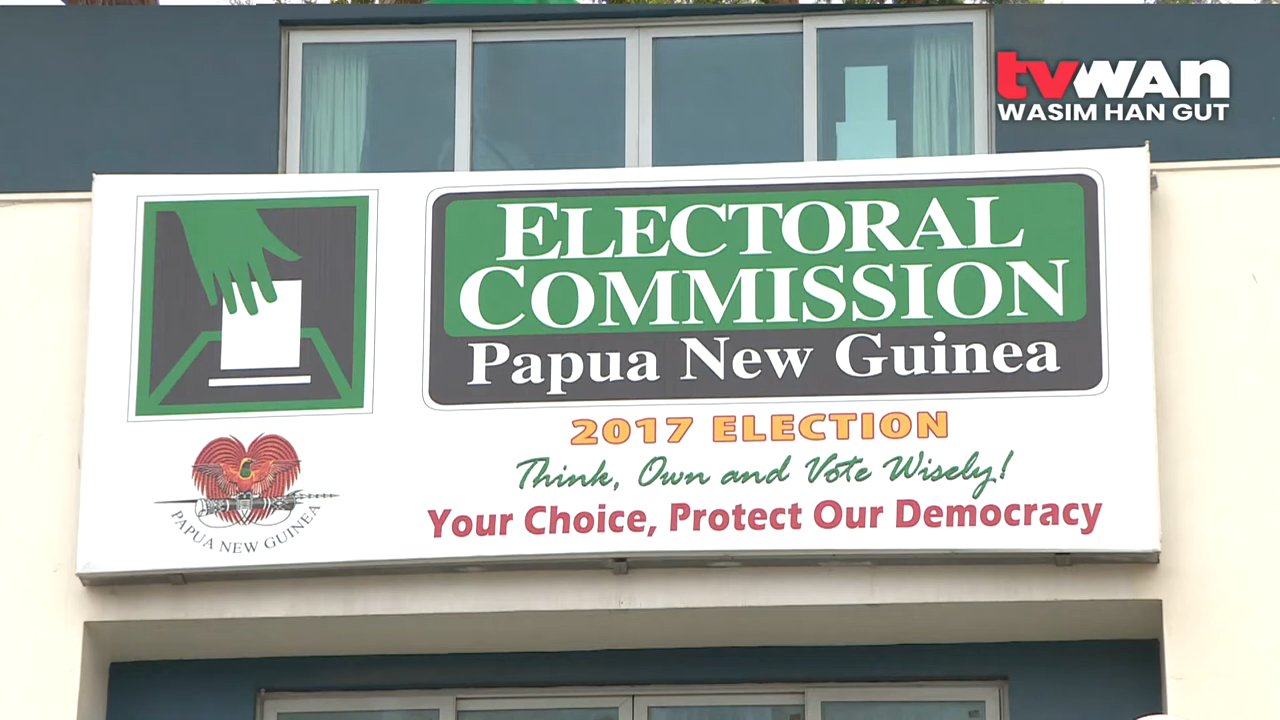 tvwan
WASIM HAN GUT
ELECTORAL
COMMISSION
Papua New Guinea
2017 ELECTION
Think, Own and Vote Wisely!
Your Choice, Protect Our Democracy
PAPUA NEW GUINEA